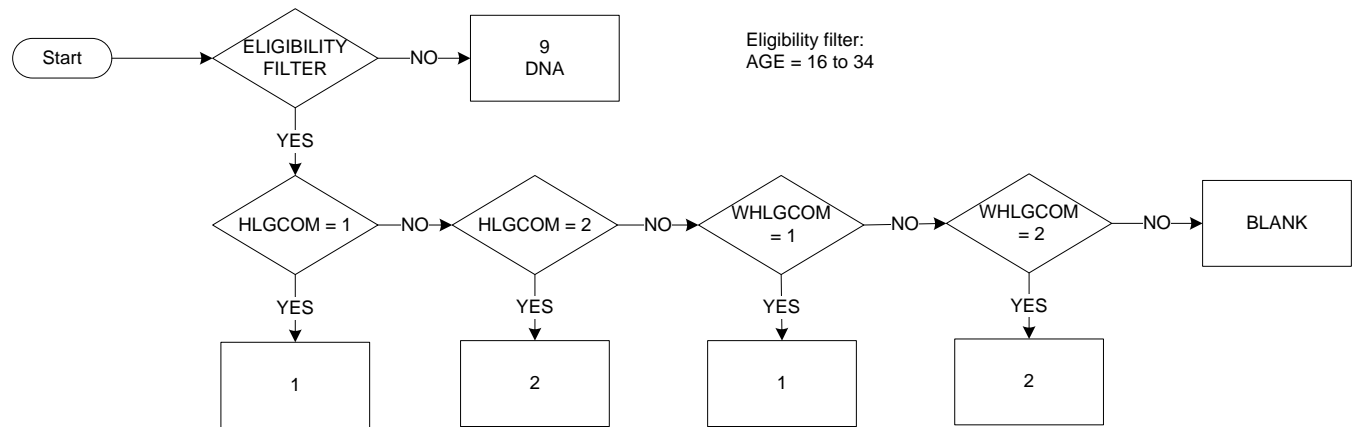 Start
ELIGIBILITY
FILTER
NO
9
DNA
Eligibility filter:
AGE = 16 to 34
YES
HLGCOM = 1
NO
HLGCOM = 2
NO
WHLGCOM
= 1
NO
WHLGCOM
= 2
NO
BLANK
YES
YES
YES
YES
1
2
1
2